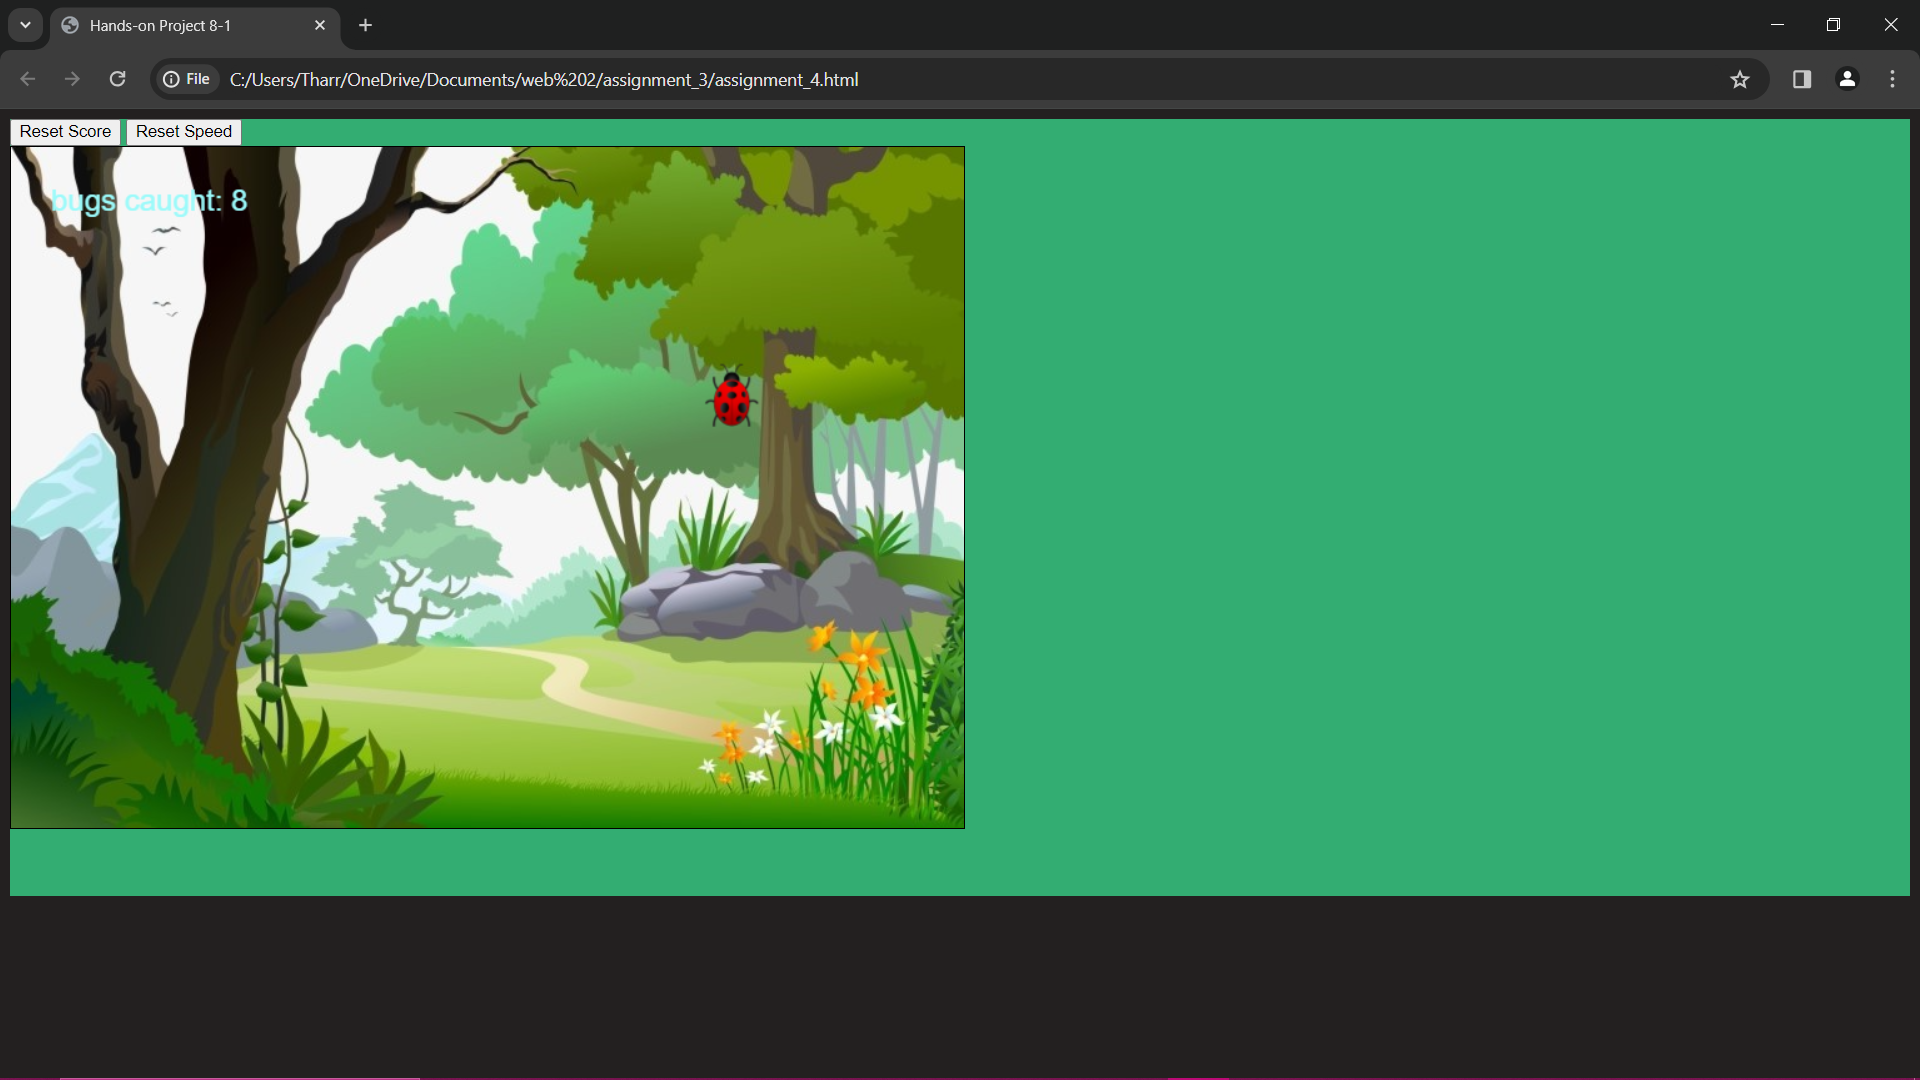 Hands-on Project 8-1
File C:/Users/Tharr/OneDrive/Documents/web%202/assignment_3/assignment_4.html
Reset Score Reset Speed
bugs caught: 8